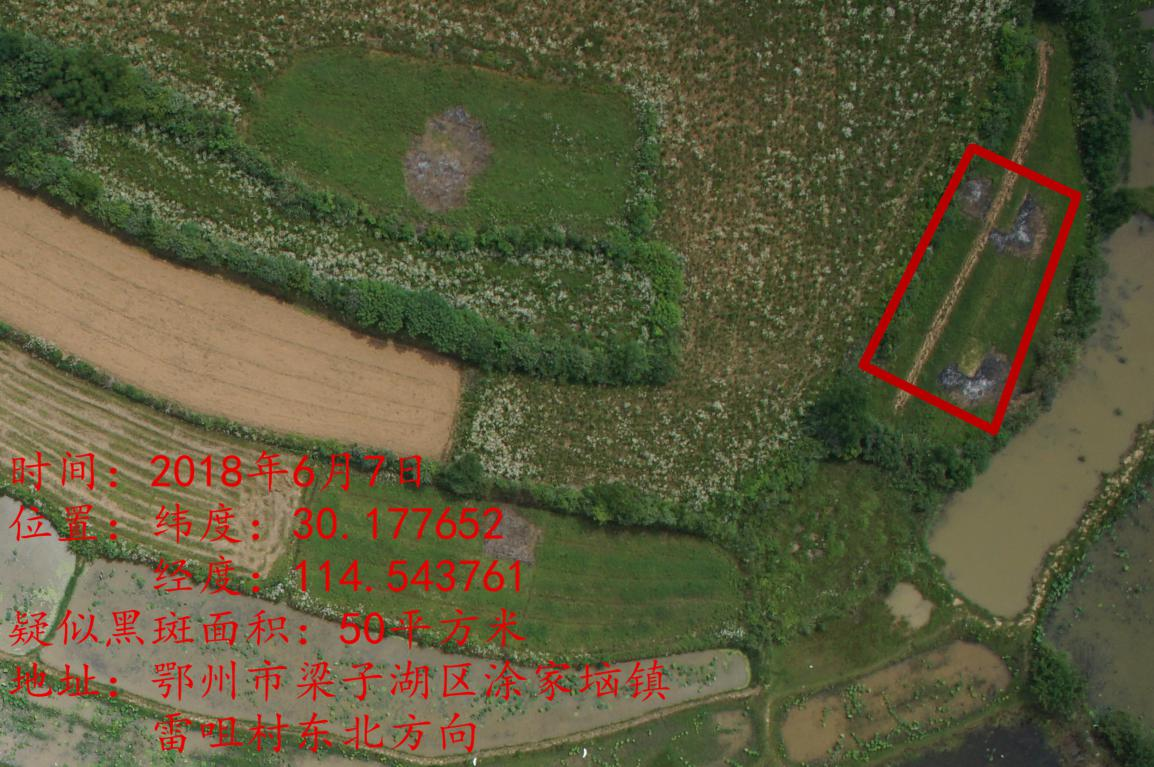 时间：2018年6月7日
位置：纬度：30.177652
经度：114.543761
疑似黑斑面积：50平方米
地址：鄂州市梁子湖区涂家垴镇
雷咀村东北方向